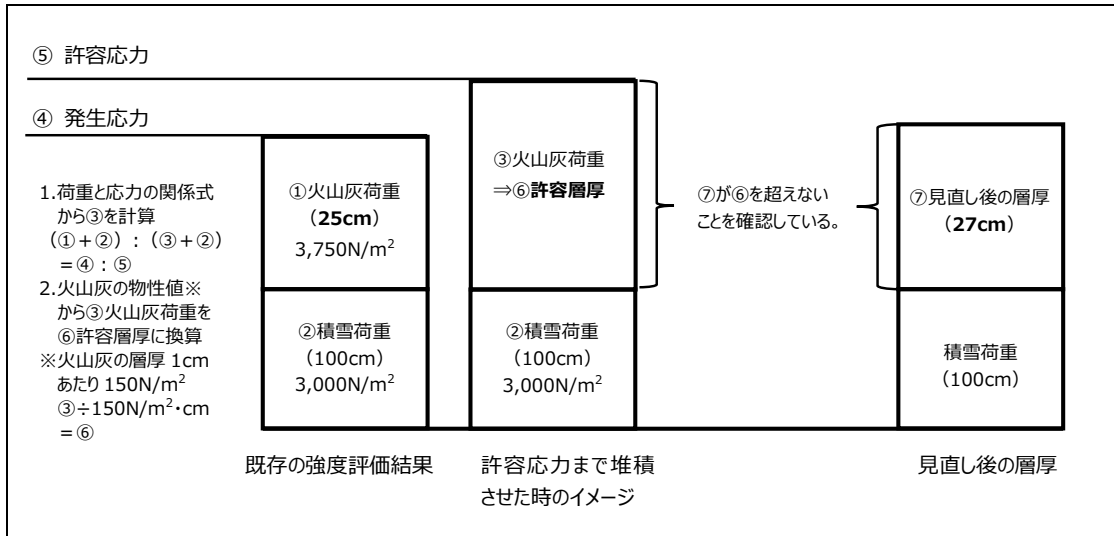 ⑤ 許容応力
④ 発生応力
1.荷重と応力の関係式
から③を計算
(①+②):(③+②)
=④:⑤
2.火山灰の物性値※
から③火山灰荷重を
⑥許容層厚に換算
※火山灰の層厚 1cm
あたり 150N/m²
③÷150N/m²・cm
=⑥
①火山灰荷重
(25cm)
3,750N/m²
②積雪荷重
(100cm)
3,000N/m²
既存の強度評価結果
③火山灰荷重
⇒⑥許容層厚
②積雪荷重
(100cm)
3,000N/m²
許容応力まで堆積
させた時のイメージ
⑦が⑥を超えない
ことを確認している。
⑦見直し後の層厚
(27cm)
積雪荷重
(100cm)
見直し後の層厚